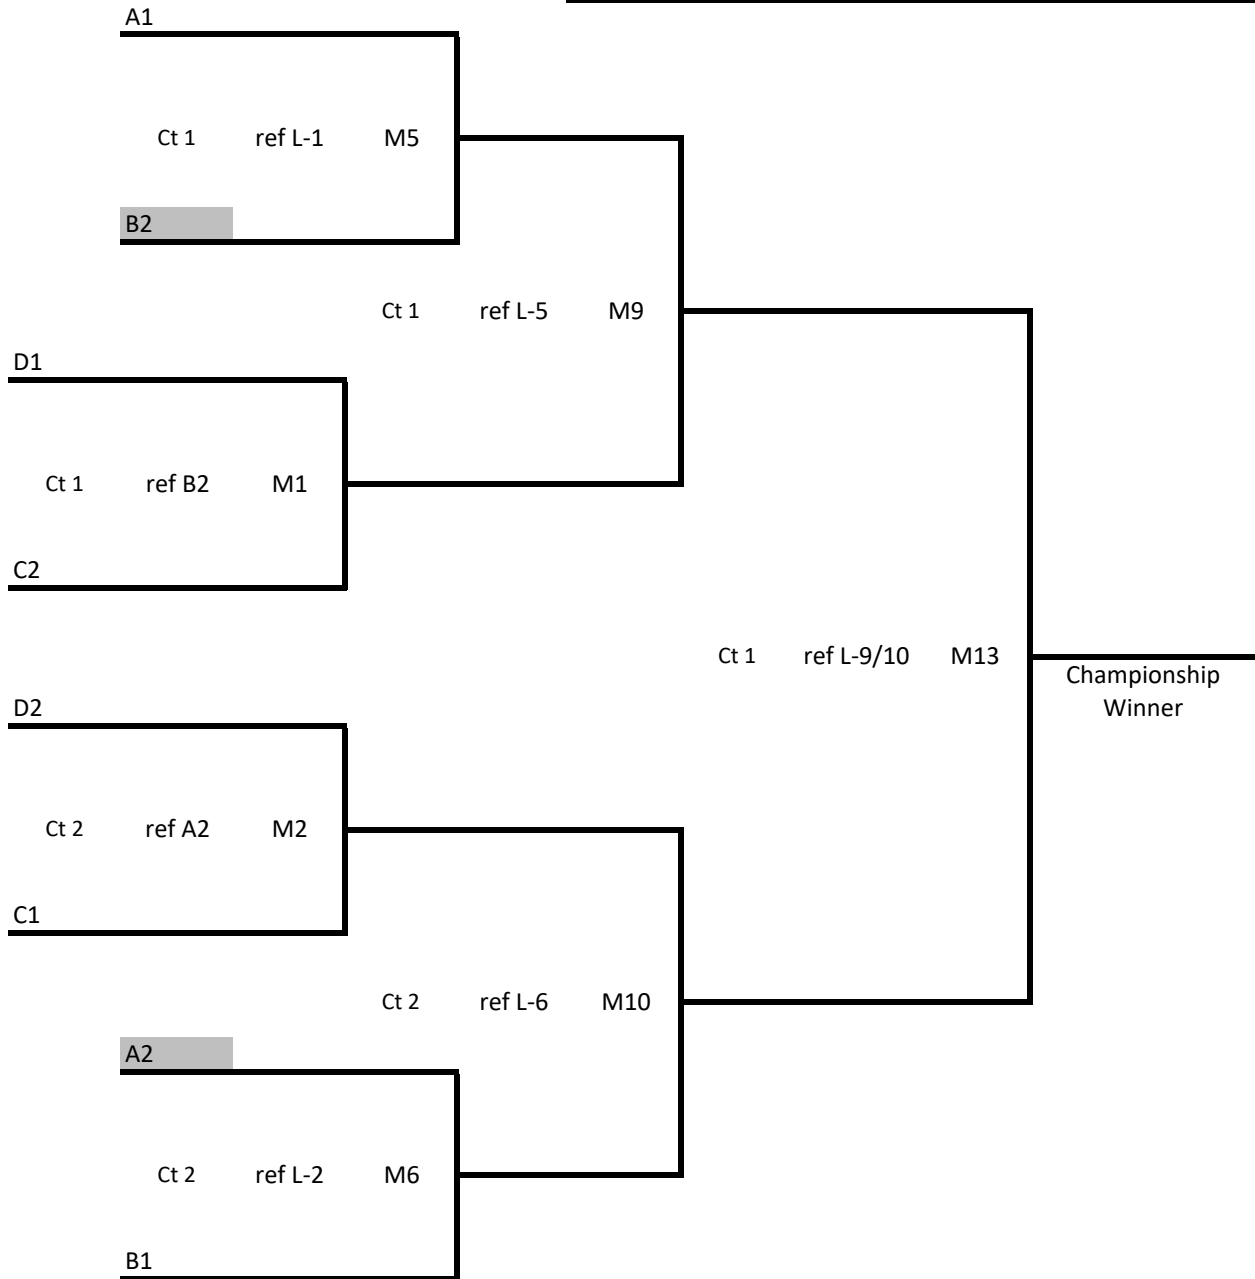 A1
Ct 1 ref L-1 M5
B2
Ct 1 ref L-5 M9
D1
Ct 1 ref B2 M1
C2
Ct 1 ref L-9/10 M13
Championship
Winner
D2
Ct 2 ref A2 M2
C1
Ct 2 ref L-6 M10
A2
Ct 2 ref L-2 M6
B1